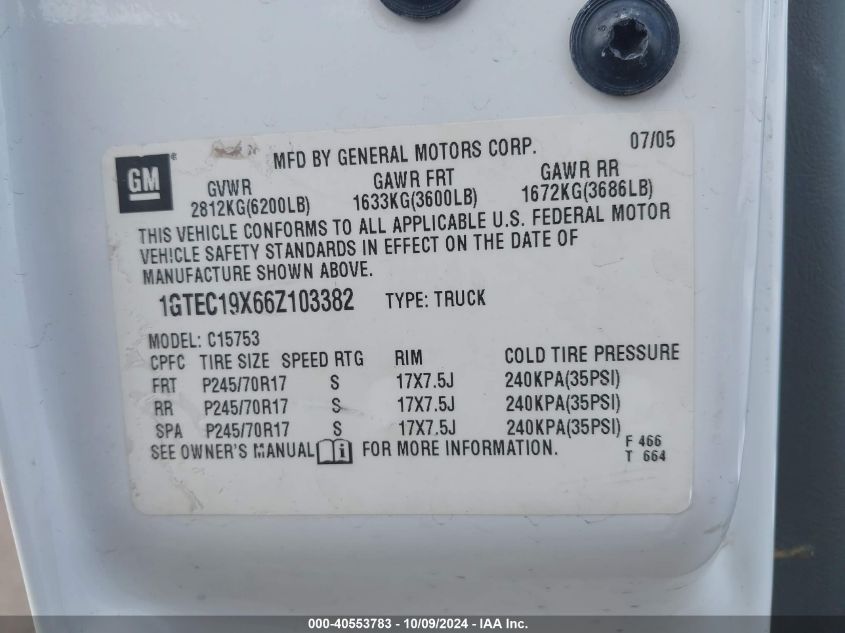 07/05
MFD BY GENERAL MOTORS CORP.
GM®
GVWR GAWR FRT GAWR RR
2812KG(6200LB) 1633KG(3600LB) 1672KG(3686LB)
THIS VEHICLE CONFORMS TO ALL APPLICABLE U.S. FEDERAL MOTOR
VEHICLE SAFETY STANDARDS IN EFFECT ON THE DATE OF
MANUFACTURE SHOWN ABOVE.
1GTEC19X66Z103382 TYPE: TRUCK
MODEL: C15753
CPFC TIRE SIZE SPEED RTG RIM COLD TIRE PRESSURE
FRT P245/70R17 S 17X7.5J 240KPA(35PSI)
RR P245/70R17 S 17X7.5J 240KPA(35PSI)
SPA P245/70R17 S 17X7.5J 240KPA(35PSI)
SEE OWNER'S MANUAL i FOR MORE INFORMATION.
F 466
T 664
000-40553783 - 10/09/2024 - IAA Inc.